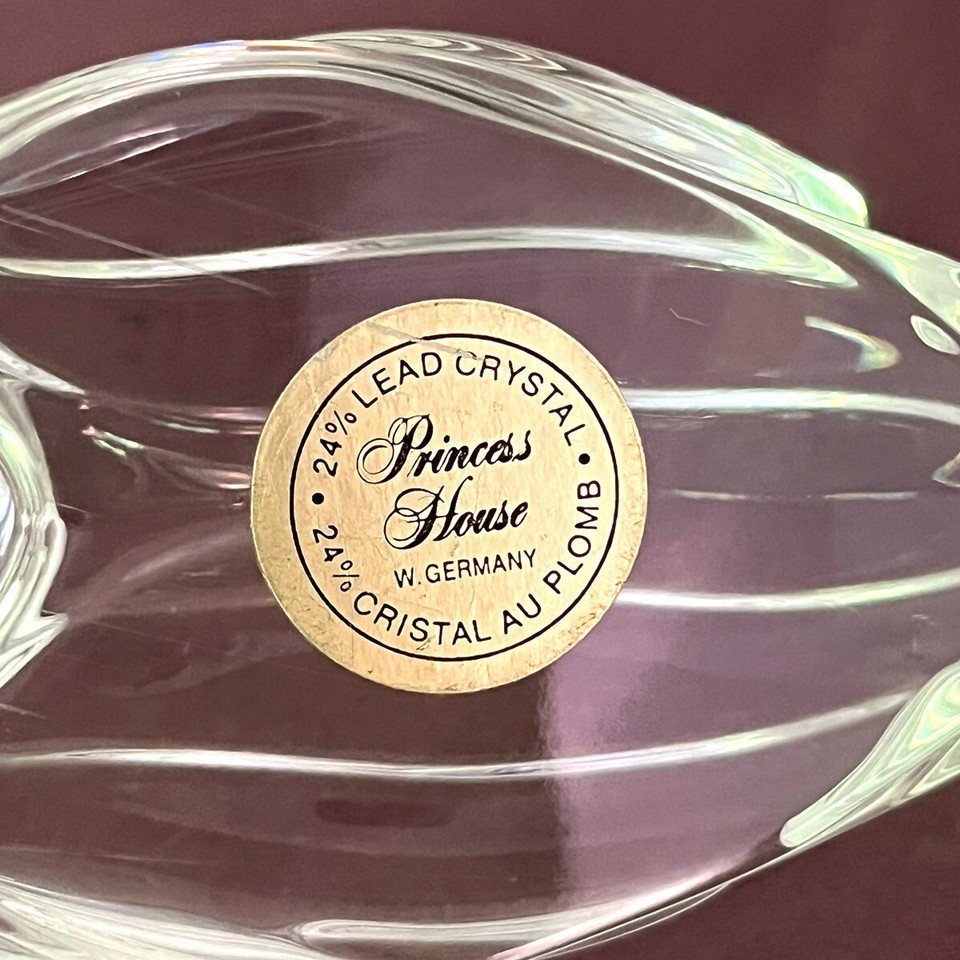 24% LEAD CRYSTAL
Princess
House
W. GERMANY
24% CRISTAL AU PLOMB